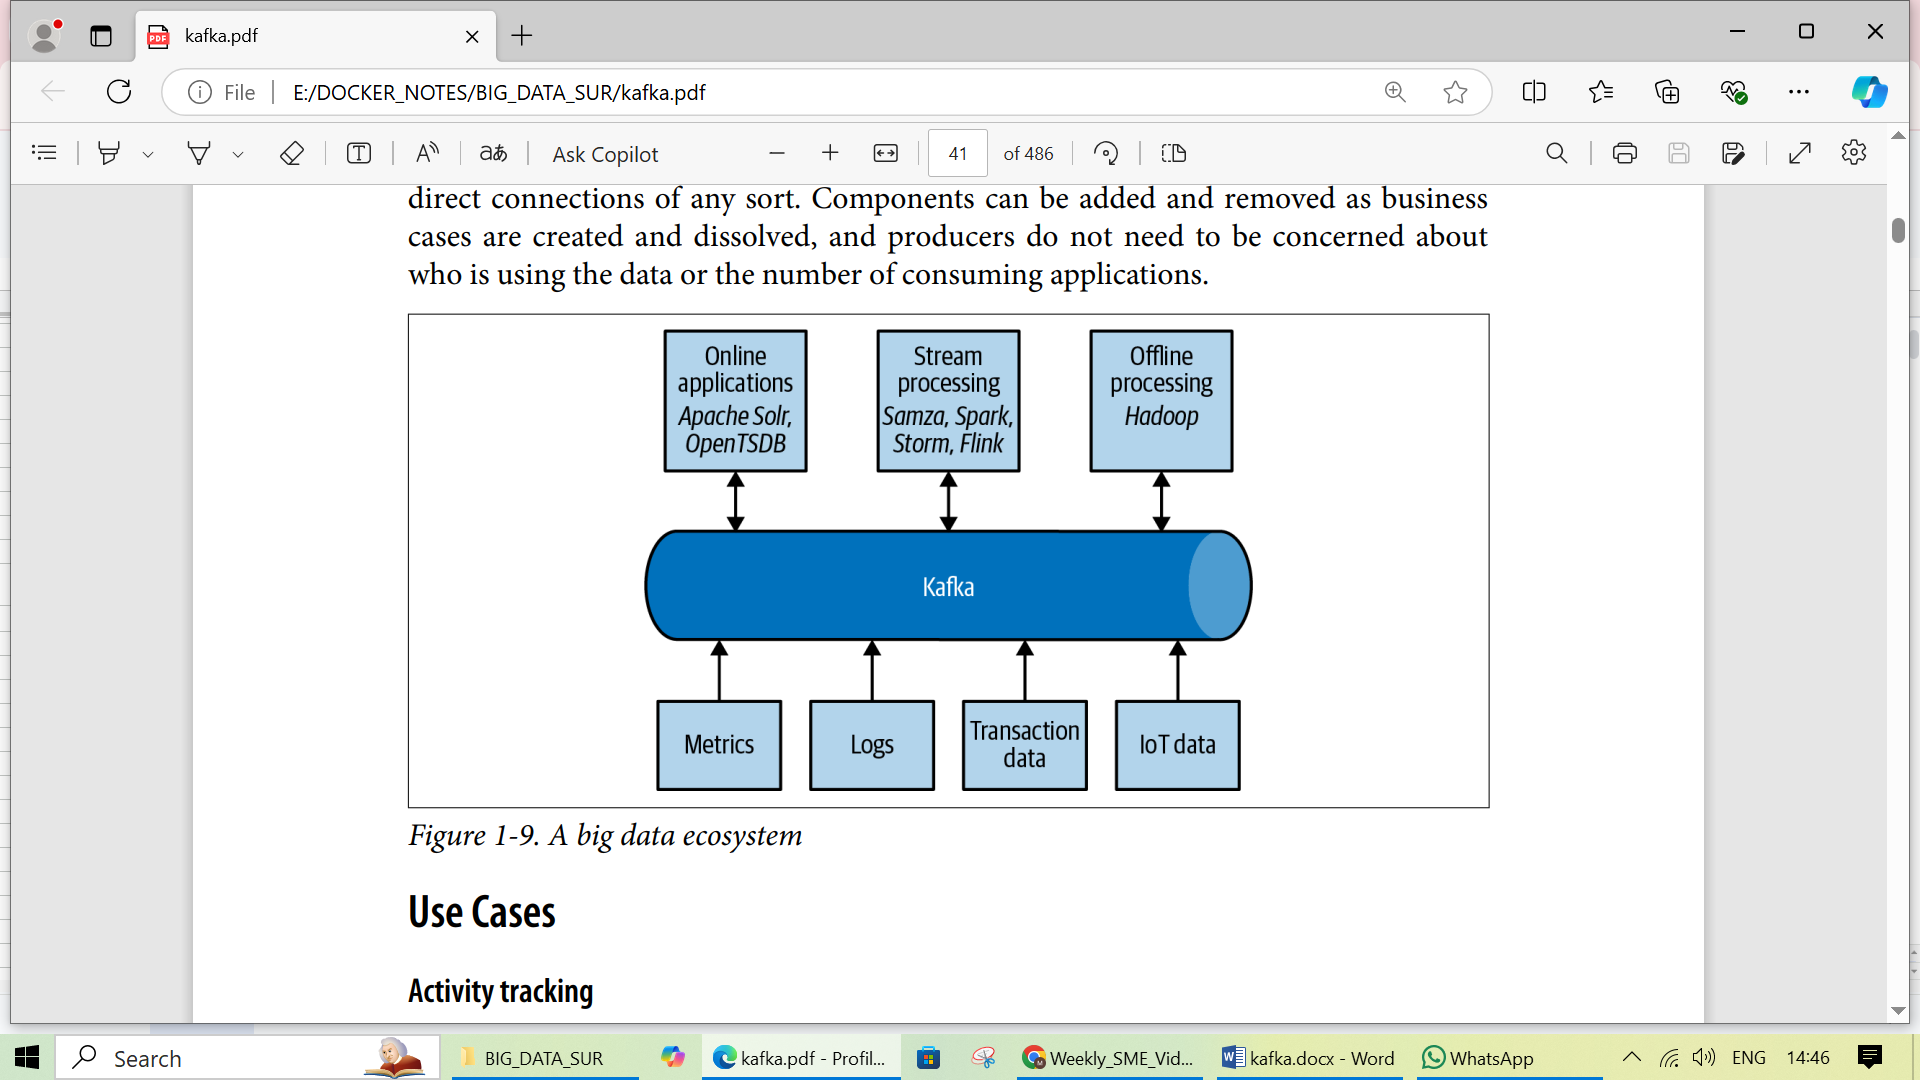 kafka.pdf
File
E:/DOCKER_NOTES/BIG_DATA_SUR/kafka.pdf
Ask Copilot
41
of 486
direct connections of any sort. Components can be added and removed as business
cases are created and dissolved, and producers do not need to be concerned about
who is using the data or the number of consuming applications.
Online
applications
Apache Solr,
OpenTSDB
Stream
processing
Samza, Spark,
Storm, Flink
Offline
processing
Hadoop
Kafka
Metrics
Logs
Transaction
data
IoT data
Figure 1-9. A big data ecosystem
Use Cases
Activity tracking
Search
BIG_DATA_SUR
kafka.pdf - Profil...
Weekly_SME_Vid...
kafka.docx - Word
WhatsApp
ENG
14:46